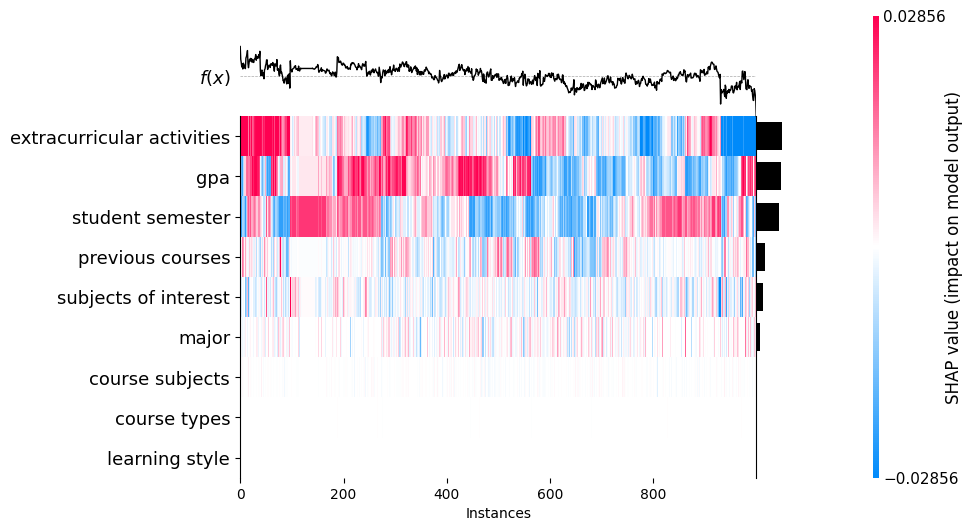 0.02856
f(x)
extracurricular activities
gpa
student semester
previous courses
subjects of interest
major
course subjects
course types
learning style
0 200 400 600 800
Instances
−0.02856
SHAP value (impact on model output)